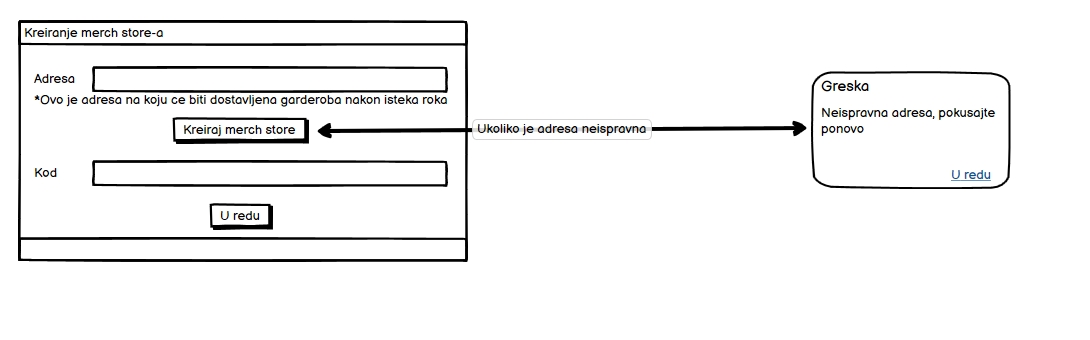 Kreiranje merch store-a
Adresa
*Ovo je adresa na koju ce biti dostavljena garderoba nakon isteka roka
Kreiraj merch store
Ukoliko je adresa neispravna
Kod
U redu
Greska
Neispravna adresa, pokusajte
ponovo
U redu